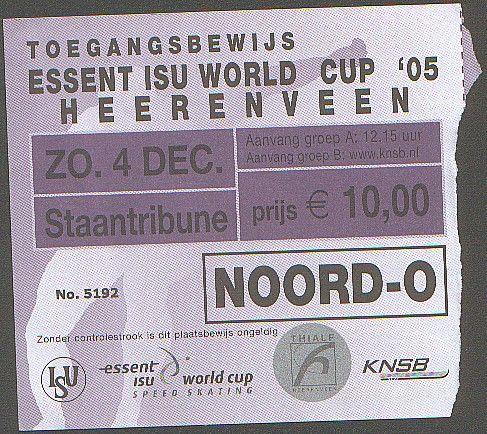 TOEGANGSBEWIJS
ESSENT ISU WORLD CUP '05
HEERENVEEN
ZO. 4 DEC.
Aanvang groep A: 12.15 uur
Aanvang groep B: www.knsb.nl
Staantribune
prijs € 10,00
No. 5192
NOORD-O
Zonder controlestrook is dit plaatsbewijs ongeldig
ISU
essent
isu world cup
SPEED SKATING
THIALF
HEERENVEEN
KNSB